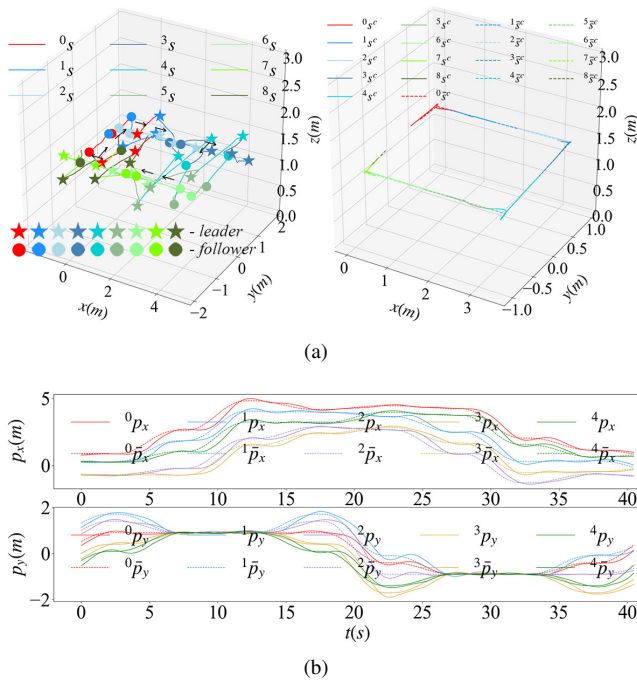 ⁰s ³s ⁶s
¹s ⁴s ⁷s
²s ⁵s ⁸s
3.0
2.5
2.0
1.5
1.0
0.5
0.0
z(m)
- leader
- follower
0 2 4
x(m)
−2 −1 0 1 2
y(m)
⁰sᶜ ⁵sᶜ ¹s̄ᶜ ⁵s̄ᶜ
¹sᶜ ⁶sᶜ ²s̄ᶜ ⁶s̄ᶜ
²sᶜ ⁷sᶜ ³s̄ᶜ ⁷s̄ᶜ
³sᶜ ⁸sᶜ ⁴s̄ᶜ ⁸s̄ᶜ
⁴sᶜ ⁰s̄ᶜ
3.0
2.5
2.0
1.5
1.0
0.5
0.0
z(m)
0 1 2 3
x(m)
−1.0 −0.5 0.0 0.5 1.0
y(m)
(a)
pₓ(m)
5
0
⁰pₓ ¹pₓ ²pₓ ³pₓ ⁴pₓ
⁰p̄ₓ ¹p̄ₓ ²p̄ₓ ³p̄ₓ ⁴p̄ₓ
0 5 10 15 20 25 30 35 40
p_y(m)
2
0
−2
⁰p_y ¹p_y ²p_y ³p_y ⁴p_y
⁰p̄_y ¹p̄_y ²p̄_y ³p̄_y ⁴p̄_y
0 5 10 15 20 25 30 35 40
t(s)
(b)